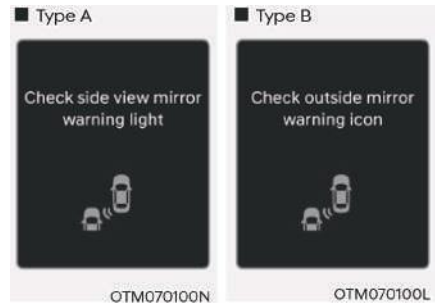 ■ Type A
Check side view mirror
warning light
OTM070100N
■ Type B
Check outside mirror
warning icon
OTM070100L